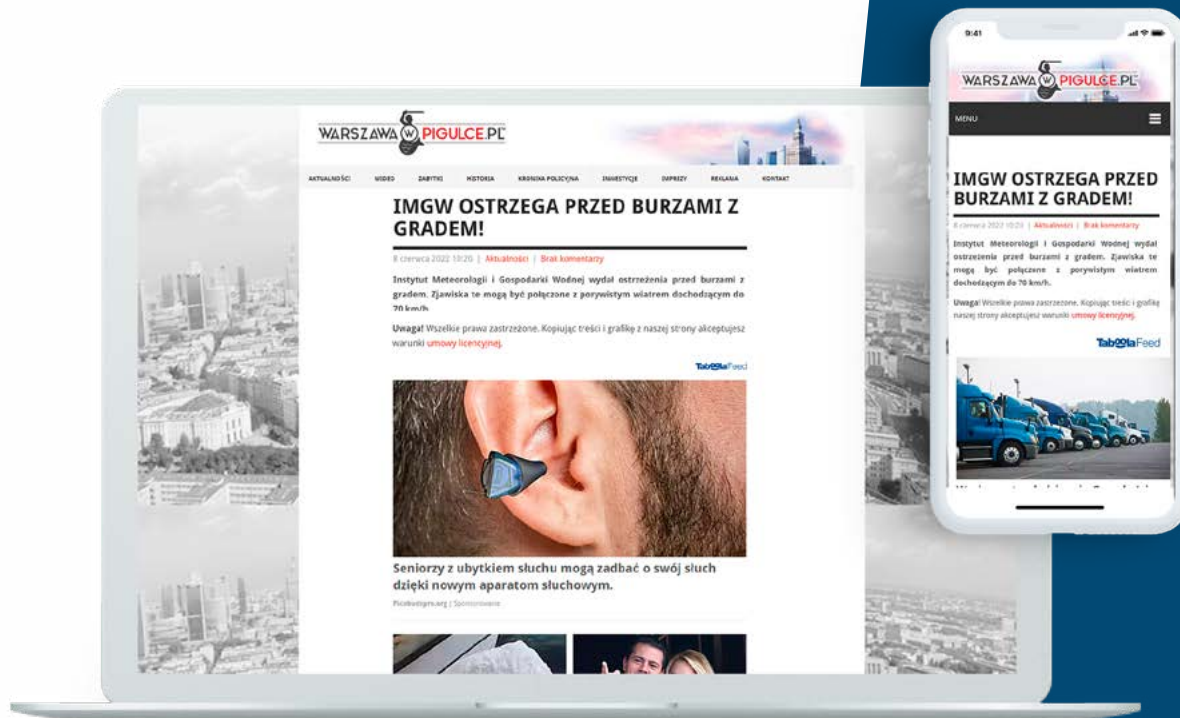 WARSZAWA W PIGULCE.PL
AKTUALNOŚCI WIDEO ZABYTKI HISTORIA KRONIKA POLICYJNA INWESTYCJE IMPREZY REKLAMA KONTAKT
IMGW OSTRZEGA PRZED BURZAMI Z
GRADEM!
8 czerwca 2022 10:20 | Aktualności | Brak komentarzy
Instytut Meteorologii i Gospodarki Wodnej wydał ostrzeżenia przed burzami z
gradem. Zjawiska te mogą być połączone z porywistym wiatrem dochodzącym do
70 km/h.
Uwaga! Wszelkie prawa zastrzeżone. Kopiując treści i grafikę z naszej strony akceptujesz
warunki umowy licencyjnej.
Taboola Feed
Seniorzy z ubytkiem słuchu mogą zadbać o swój słuch
dzięki nowym aparatom słuchowym.
| Sponsorowane
9:41
WARSZAWA W PIGULCE.PL
MENU
IMGW OSTRZEGA PRZED
BURZAMI Z GRADEM!
8 czerwca 2022 10:20 | Aktualności | Brak komentarzy
Instytut Meteorologii i Gospodarki Wodnej wydał
ostrzeżenia przed burzami z gradem. Zjawiska te
mogą być połączone z porywistym wiatrem
dochodzącym do 70 km/h.
Uwaga! Wszelkie prawa zastrzeżone. Kopiując treści i grafikę
z naszej strony akceptujesz warunki umowy licencyjnej.
Taboola Feed